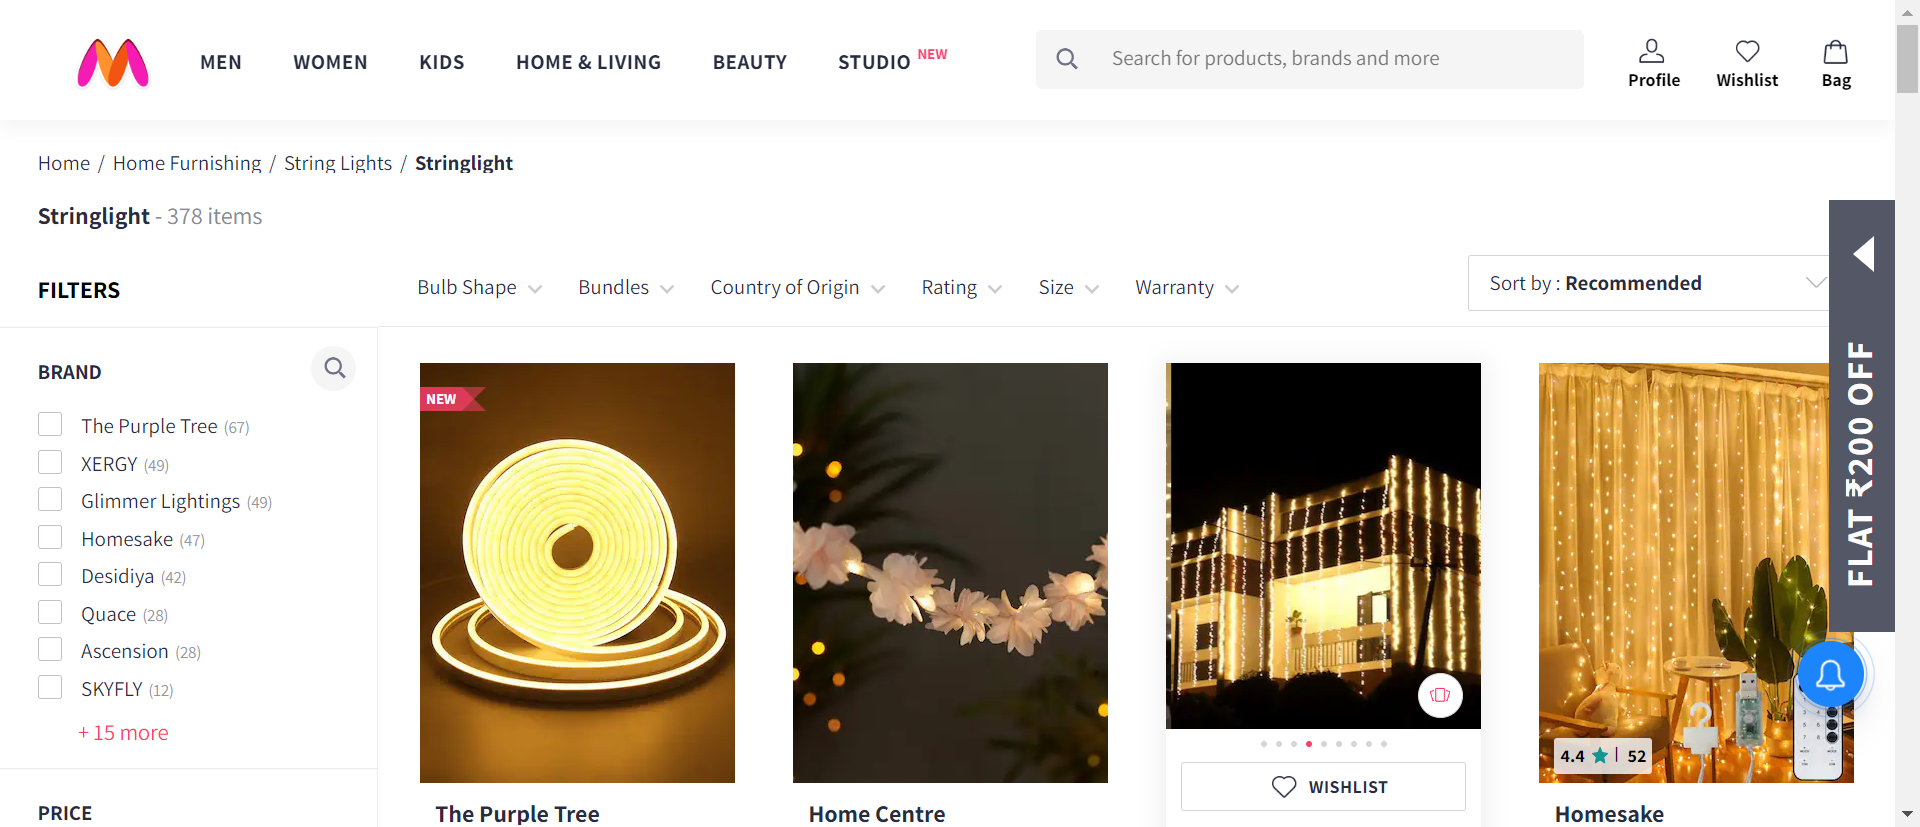 MEN WOMEN KIDS HOME & LIVING BEAUTY STUDIO NEW
Search for products, brands and more
Profile Wishlist Bag
Home / Home Furnishing / String Lights / Stringlight
Stringlight - 378 items
FILTERS
Bulb Shape Bundles Country of Origin Rating Size Warranty
Sort by : Recommended
FLAT ₹200 OFF
BRAND
The Purple Tree (67)
XERGY (49)
Glimmer Lightings (49)
Homesake (47)
Desidiya (42)
Quace (28)
Ascension (28)
SKYFLY (12)
+ 15 more
PRICE
NEW
The Purple Tree
Home Centre
WISHLIST
4.4 | 52
Homesake